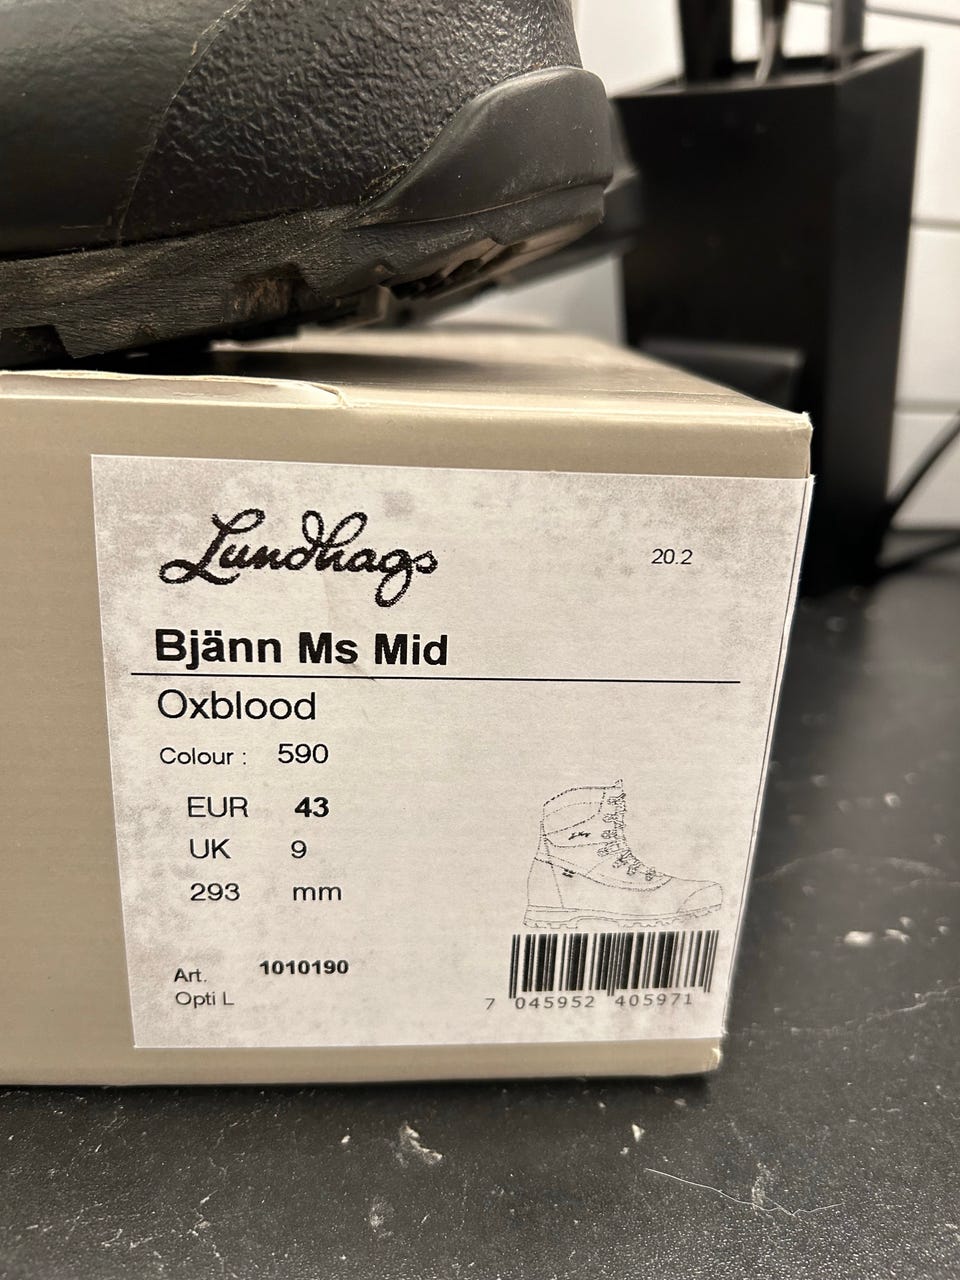 Lundhags
20.2
Bjänn Ms Mid
Oxblood
Colour : 590
EUR 43
UK 9
293 mm
Art. 1010190
Opti L
7 045952 405971